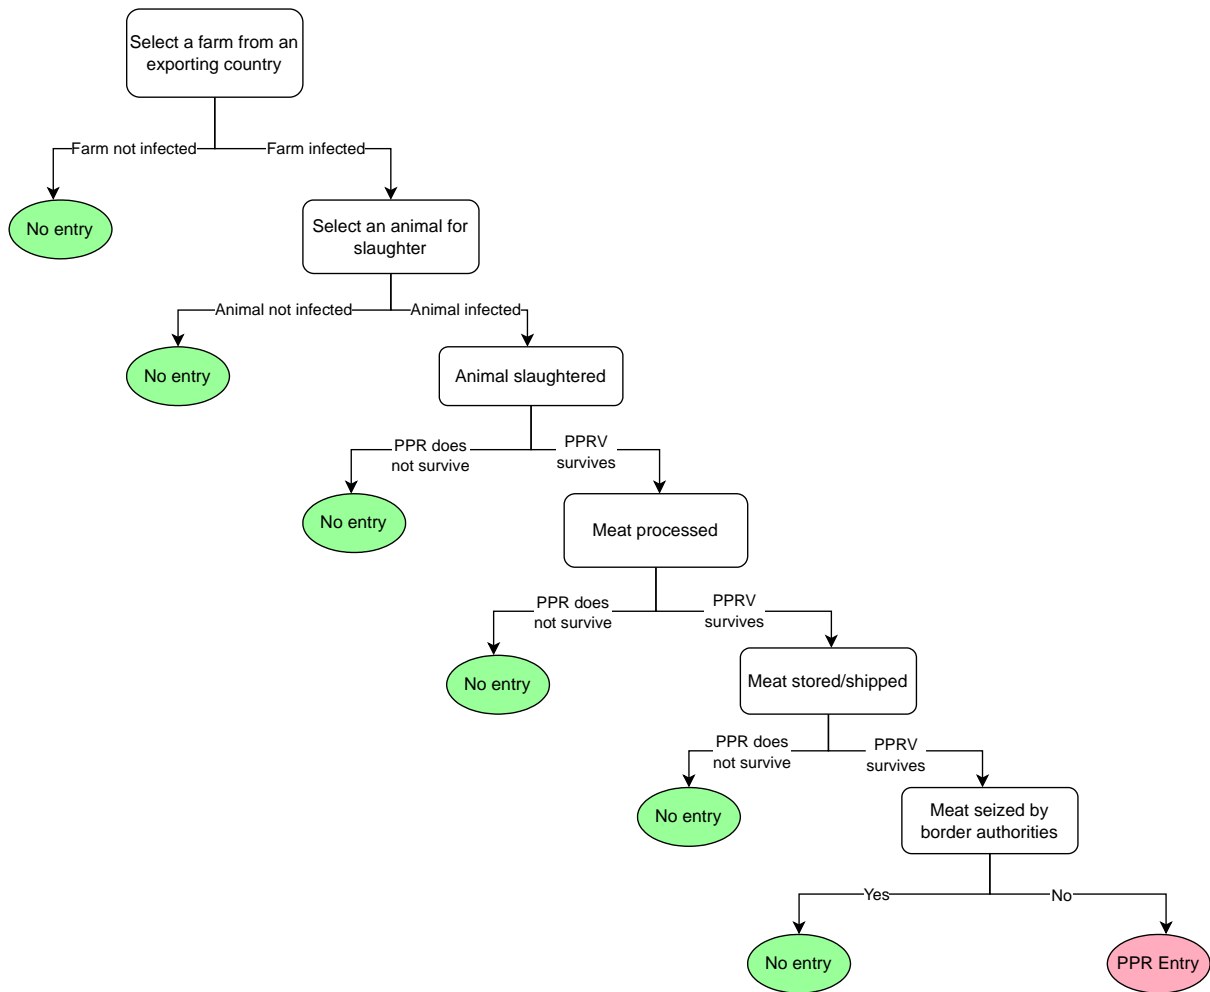 Select a farm from an
exporting country
Farm not infected
Farm infected
No entry
Select an animal for
slaughter
Animal not infected
Animal infected
No entry
Animal slaughtered
PPR does
not survive
PPRV
survives
No entry
Meat processed
PPR does
not survive
PPRV
survives
No entry
Meat stored/shipped
PPR does
not survive
PPRV
survives
No entry
Meat seized by
border authorities
Yes
No
No entry
PPR Entry